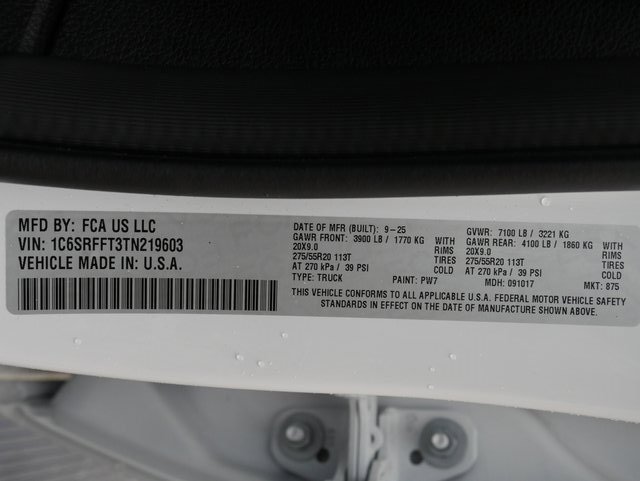 MFD BY: FCA US LLC
VIN: 1C6SRFFT3TN219603
VEHICLE MADE IN: U.S.A.
DATE OF MFR (BUILT): 9-25 GVWR: 7100 LB / 3221 KG
GAWR FRONT: 3900 LB / 1770 KG WITH GAWR REAR: 4100 LB / 1860 KG WITH
20X9.0 RIMS 20X9.0 RIMS
275/55R20 113T TIRES 275/55R20 113T TIRES
AT 270 kPa / 39 PSI COLD AT 270 kPa / 39 PSI COLD
TYPE: TRUCK PAINT: PW7 MDH: 091017 MKT: 875
THIS VEHICLE CONFORMS TO ALL APPLICABLE U.S.A. FEDERAL MOTOR VEHICLE SAFETY
STANDARDS IN EFFECT ON THE DATE OF MANUFACTURE SHOWN ABOVE.